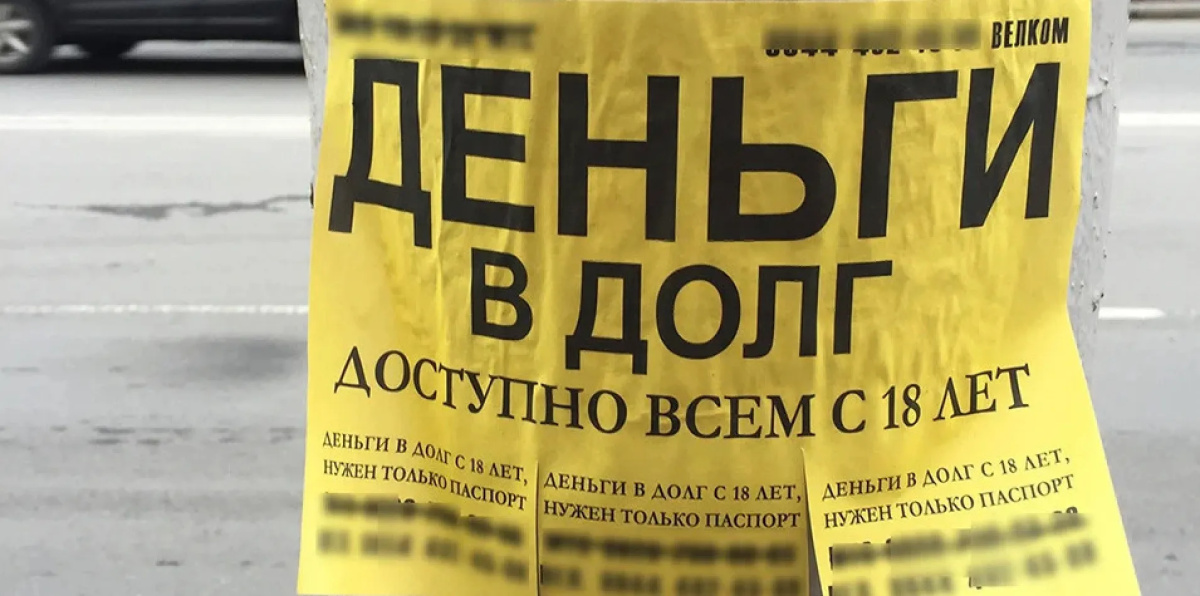 ВЕЛКОМ
ДЕНЬГИ
В ДОЛГ
ДОСТУПНО ВСЕМ С 18 ЛЕТ
ДЕНЬГИ В ДОЛГ С 18 ЛЕТ,
НУЖЕН ТОЛЬКО ПАСПОРТ
ДЕНЬГИ В ДОЛГ С 18 ЛЕТ,
НУЖЕН ТОЛЬКО ПАСПОРТ
ДЕНЬГИ В ДОЛГ С 18 ЛЕТ,
НУЖЕН ТОЛЬКО ПАСПОРТ